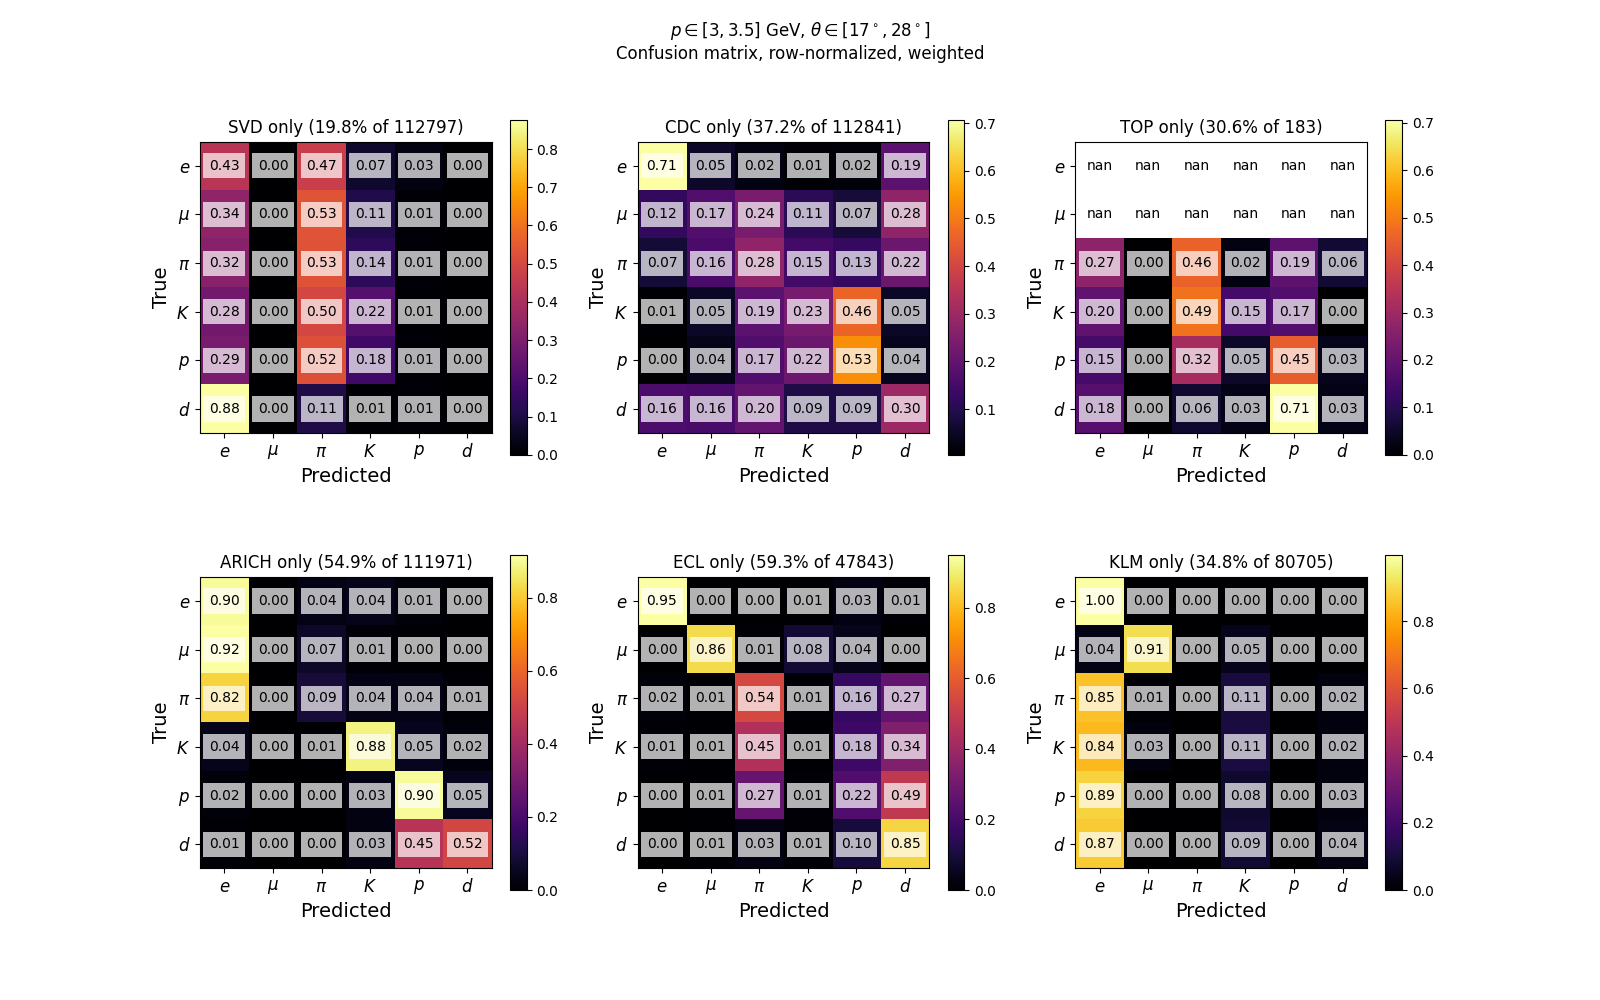 p ∈ [3, 3.5] GeV, θ ∈ [17°, 28°]
Confusion matrix, row-normalized, weighted
SVD only (19.8% of 112797)
True
e 0.43 0.00 0.47 0.07 0.03 0.00
μ 0.34 0.00 0.53 0.11 0.01 0.00
π 0.32 0.00 0.53 0.14 0.01 0.00
K 0.28 0.00 0.50 0.22 0.01 0.00
p 0.29 0.00 0.52 0.18 0.01 0.00
d 0.88 0.00 0.11 0.01 0.01 0.00
e μ π K p d
Predicted
0.8
0.7
0.6
0.5
0.4
0.3
0.2
0.1
0.0
CDC only (37.2% of 112841)
True
e 0.71 0.05 0.02 0.01 0.02 0.19
μ 0.12 0.17 0.24 0.11 0.07 0.28
π 0.07 0.16 0.28 0.15 0.13 0.22
K 0.01 0.05 0.19 0.23 0.46 0.05
p 0.00 0.04 0.17 0.22 0.53 0.04
d 0.16 0.16 0.20 0.09 0.09 0.30
e μ π K p d
Predicted
0.7
0.6
0.5
0.4
0.3
0.2
0.1
TOP only (30.6% of 183)
True
e nan nan nan nan nan nan
μ nan nan nan nan nan nan
π 0.27 0.00 0.46 0.02 0.19 0.06
K 0.20 0.00 0.49 0.15 0.17 0.00
p 0.15 0.00 0.32 0.05 0.45 0.03
d 0.18 0.00 0.06 0.03 0.71 0.03
e μ π K p d
Predicted
0.7
0.6
0.5
0.4
0.3
0.2
0.1
0.0
ARICH only (54.9% of 111971)
True
e 0.90 0.00 0.04 0.04 0.01 0.00
μ 0.92 0.00 0.07 0.01 0.00 0.00
π 0.82 0.00 0.09 0.04 0.04 0.01
K 0.04 0.00 0.01 0.88 0.05 0.02
p 0.02 0.00 0.00 0.03 0.90 0.05
d 0.01 0.00 0.00 0.03 0.45 0.52
e μ π K p d
Predicted
0.8
0.6
0.4
0.2
0.0
ECL only (59.3% of 47843)
True
e 0.95 0.00 0.00 0.01 0.03 0.01
μ 0.00 0.86 0.01 0.08 0.04 0.00
π 0.02 0.01 0.54 0.01 0.16 0.27
K 0.01 0.01 0.45 0.01 0.18 0.34
p 0.00 0.01 0.27 0.01 0.22 0.49
d 0.00 0.01 0.03 0.01 0.10 0.85
e μ π K p d
Predicted
0.8
0.6
0.4
0.2
0.0
KLM only (34.8% of 80705)
True
e 1.00 0.00 0.00 0.00 0.00 0.00
μ 0.04 0.91 0.00 0.05 0.00 0.00
π 0.85 0.01 0.00 0.11 0.00 0.02
K 0.84 0.03 0.00 0.11 0.00 0.02
p 0.89 0.00 0.00 0.08 0.00 0.03
d 0.87 0.00 0.00 0.09 0.00 0.04
e μ π K p d
Predicted
0.8
0.6
0.4
0.2
0.0